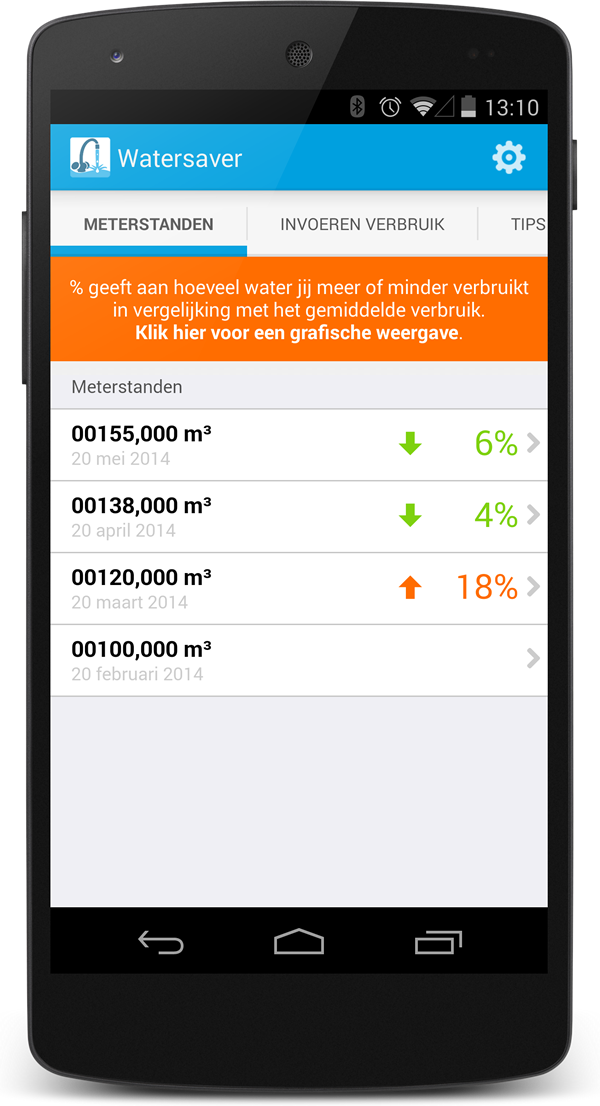 13:10
Watersaver
METERSTANDEN
INVOEREN VERBRUIK
TIPS
% geeft aan hoeveel water jij meer of minder verbruikt
in vergelijking met het gemiddelde verbruik.
Klik hier voor een grafische weergave.
Meterstanden
00155,000 m³
6%
20 mei 2014
00138,000 m³
4%
20 april 2014
00120,000 m³
18%
20 maart 2014
00100,000 m³
20 februari 2014